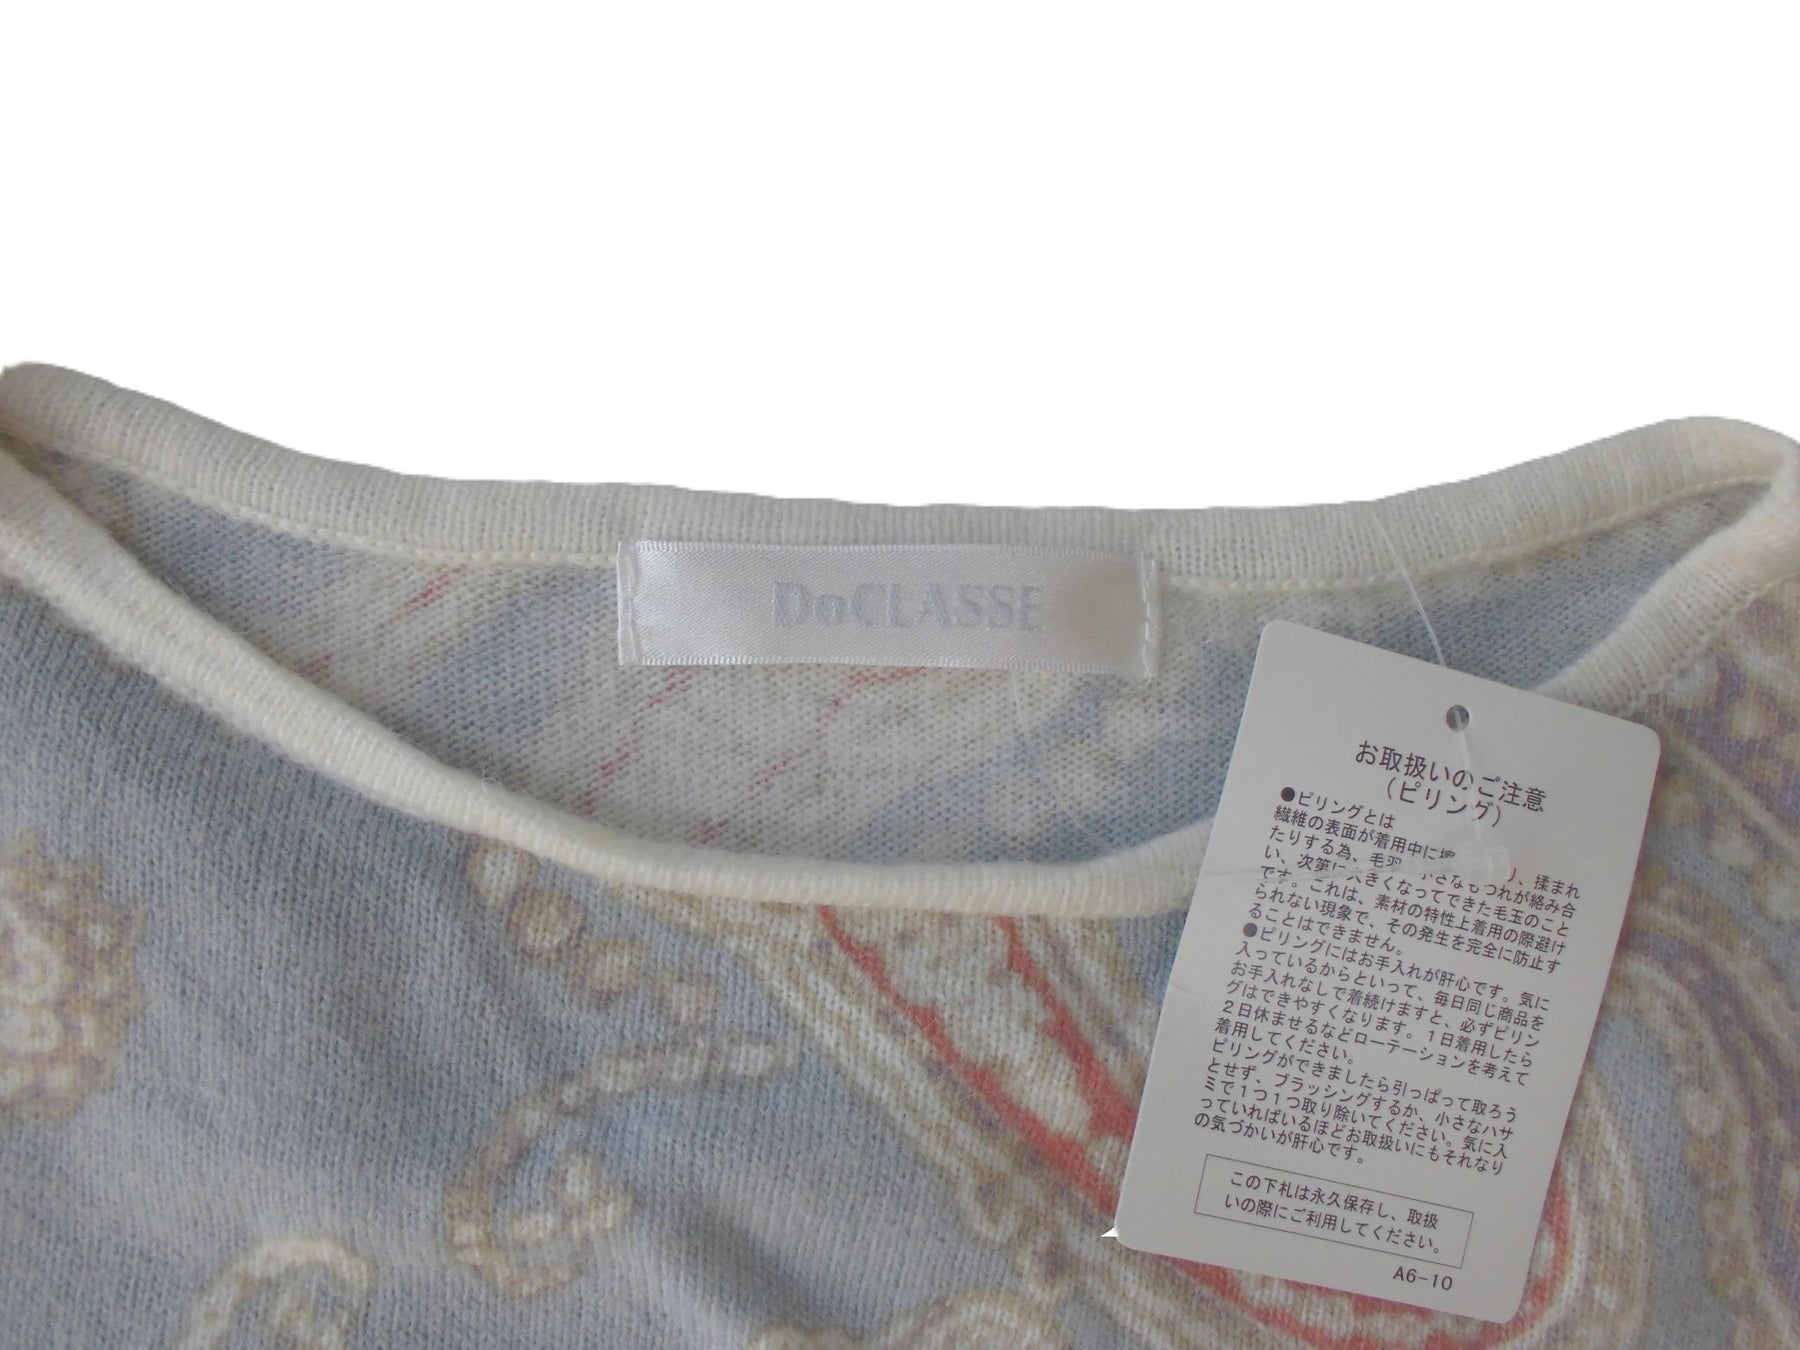 DoCLASSE
お取扱いのご注意
（ピリング）
●ピリングとは
繊維の表面が着用中に
たりする為、毛 り、揉まれ
い、次第に大きくなってできた毛玉のこと
です。これは、素材の特性上着用の際避け
られない現象で、その発生を完全に防止す
ることはできません。
●ピリングにはお手入れが肝心です。気に
入っているからといって、毎日同じ商品を
お手入れなしで着続けますと、必ずピリン
グはできやすくなります。1日着用したら
2日休ませるなどローテーションを考えて
着用してください。
ピリングができましたら引っぱって取ろう
とせず、ブラッシングするか、小さなハサ
ミで1つ1つ取り除いてください。気に入
っていればいるほどお取扱いにもそれなり
の気づかいが肝心です。
この下札は永久保存し、取扱
いの際にご利用してください。
A6-10